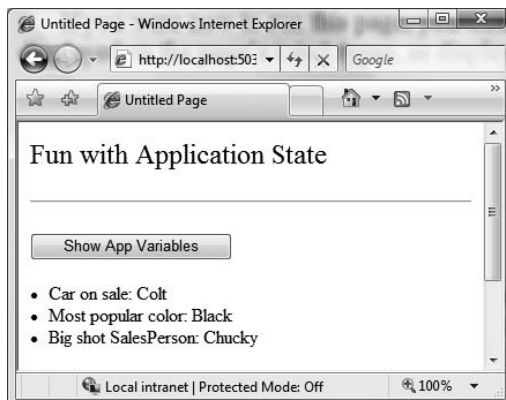 Untitled Page - Windows Internet Explorer
http://localhost:503
Google
Untitled Page
Fun with Application State
Show App Variables
• Car on sale: Colt
• Most popular color: Black
• Big shot SalesPerson: Chucky
Local intranet | Protected Mode: Off
100%